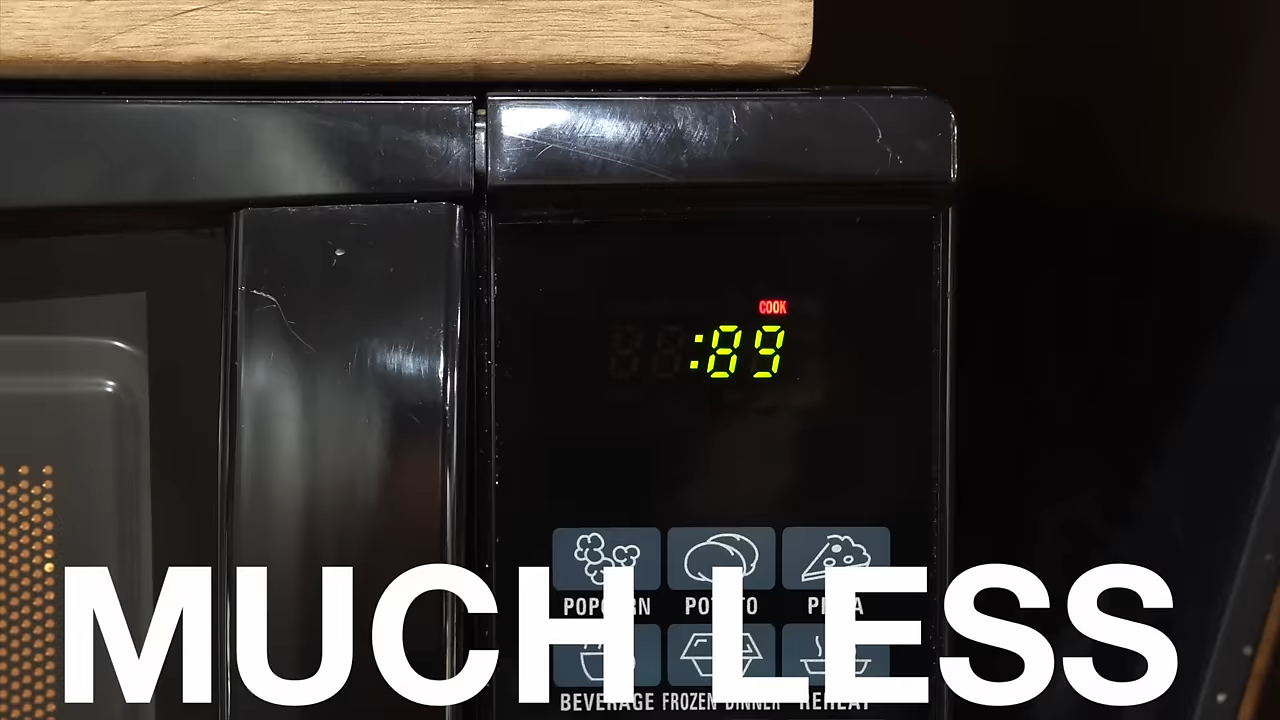 COOK
:89
POPCORN POTATO PIZZA
BEVERAGE FROZEN DINNER REHEAT
MUCH LESS